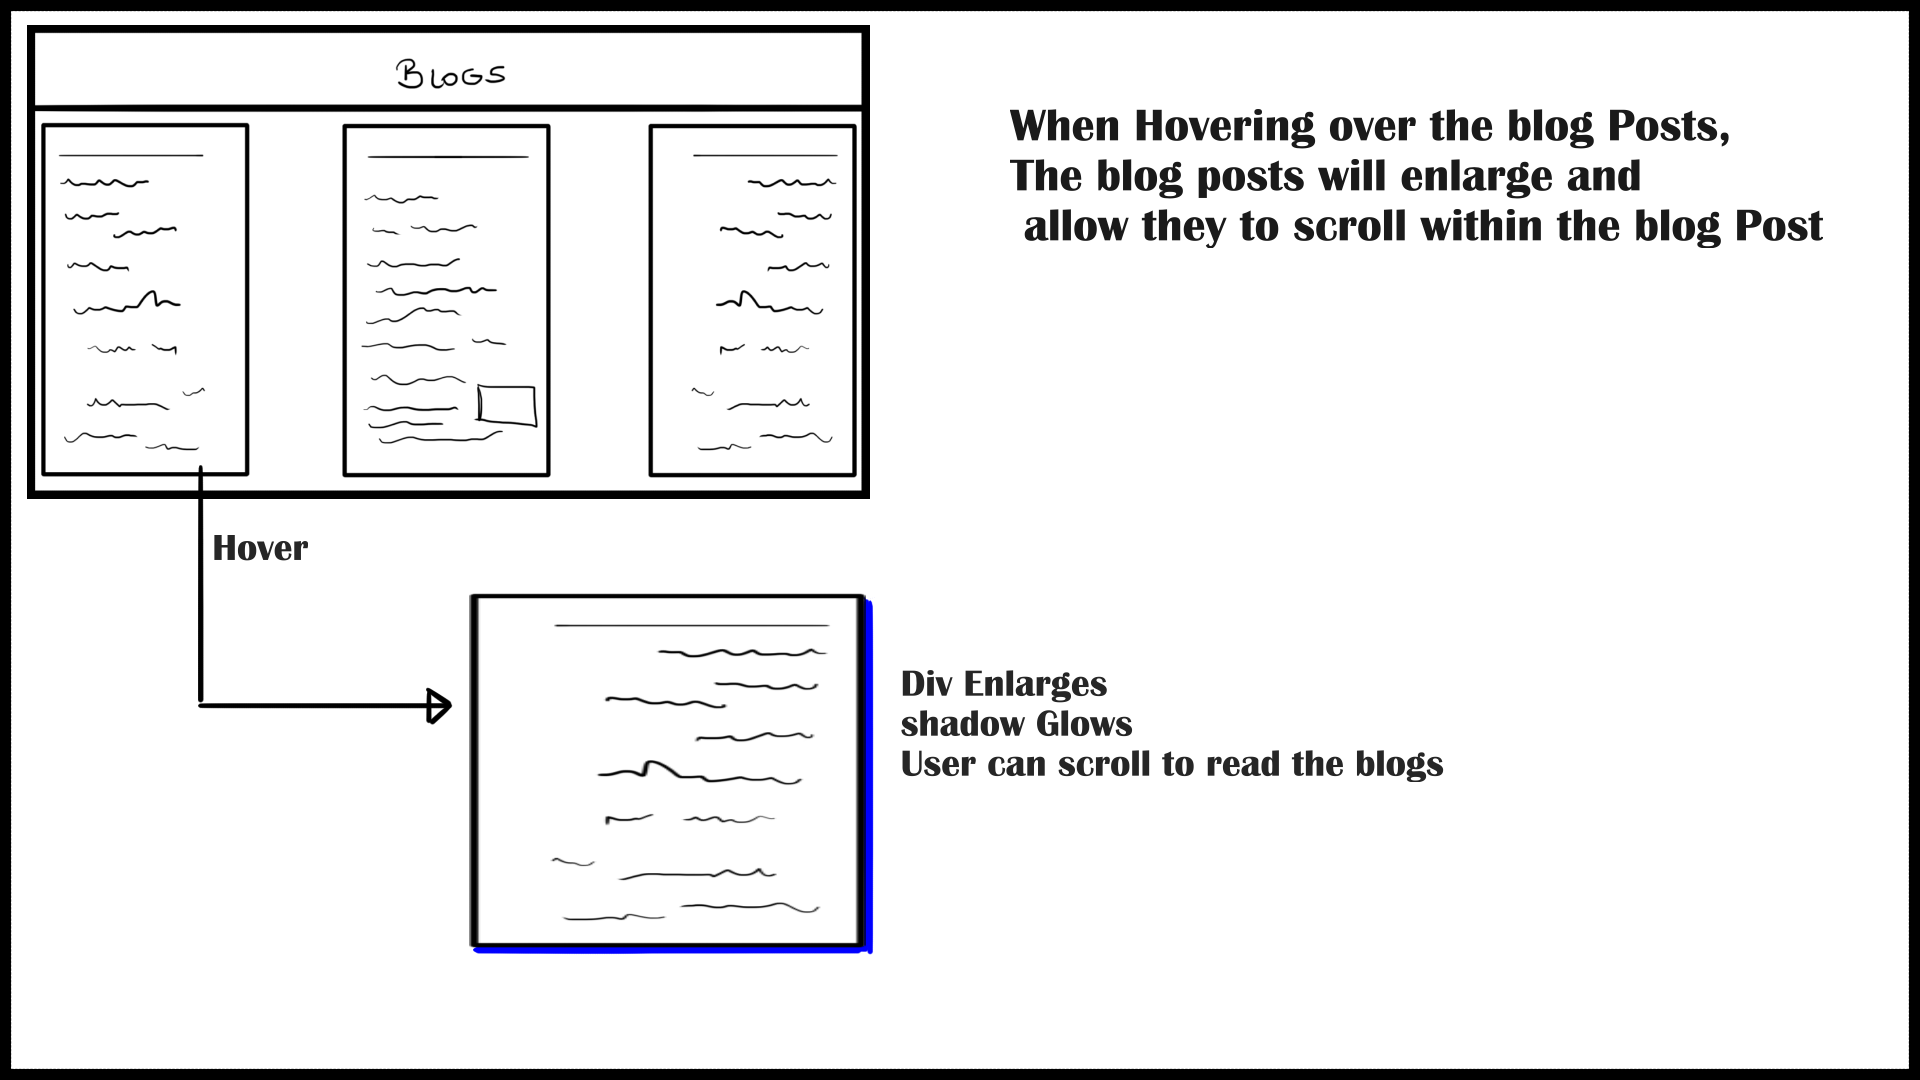 BLOGS
When Hovering over the blog Posts,
The blog posts will enlarge and
allow they to scroll within the blog Post
Hover
Div Enlarges
shadow Glows
User can scroll to read the blogs